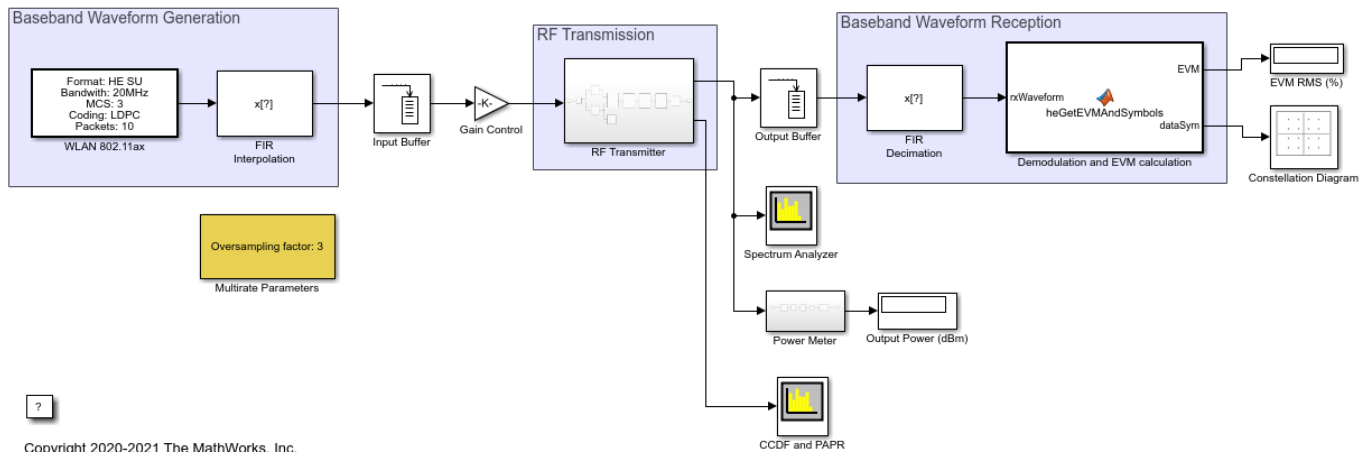 Baseband Waveform Generation
Format: HE SU
Bandwith: 20MHz
MCS: 3
Coding: LDPC
Packets: 10
WLAN 802.11ax
x[?]
FIR
Interpolation
Input Buffer
-K-
Gain Control
RF Transmission
RF Transmitter
Output Buffer
Baseband Waveform Reception
x[?]
FIR
Decimation
rxWaveform
heGetEVMAndSymbols
EVM
dataSym
Demodulation and EVM calculation
EVM RMS (%)
Constellation Diagram
Oversampling factor: 3
Multirate Parameters
Spectrum Analyzer
Power Meter
Output Power (dBm)
CCDF and PAPR
?
Copyright 2020-2021 The MathWorks, Inc.